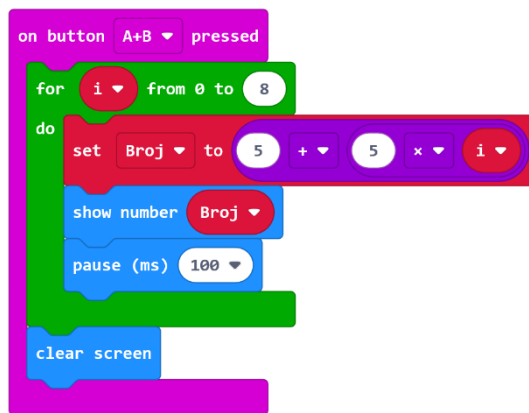 on button A+B pressed
for i from 0 to 8
do
set Broj to 5 + 5 × i
show number Broj
pause (ms) 100
clear screen